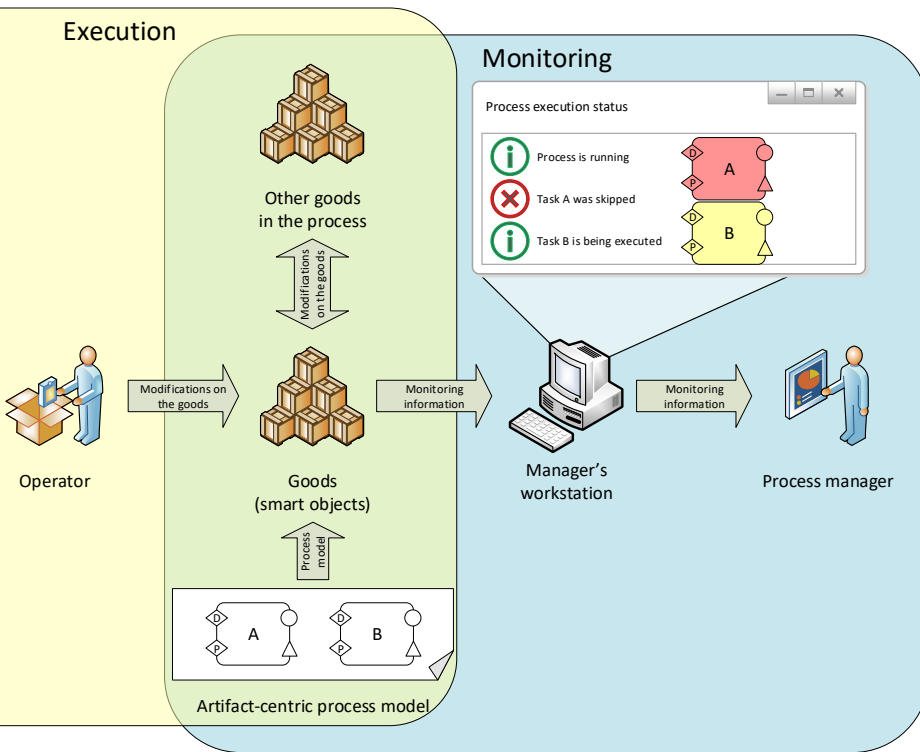 Execution
Monitoring
Process execution status
Process is running
Task A was skipped
Task B is being executed
D
P
A
D
P
B
Other goods
in the process
Modifications
on the goods
Modifications on
the goods
Monitoring
information
Monitoring
information
Operator
Goods
(smart objects)
Manager's
workstation
Process manager
Process
model
D
P
A
D
P
B
Artifact-centric process model